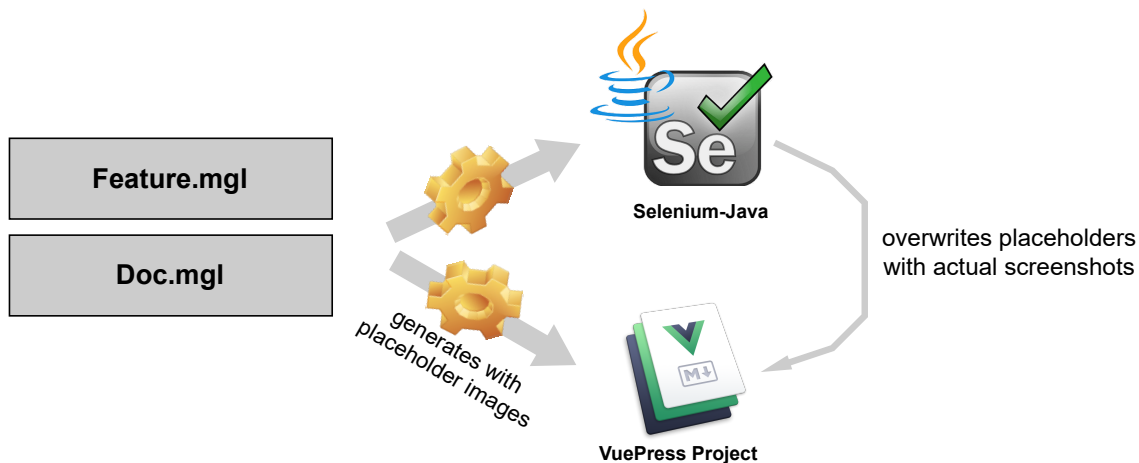 Feature.mgl
Doc.mgl
generates with
placeholder images
Se
Selenium-Java
overwrites placeholders
with actual screenshots
M↓
VuePress Project